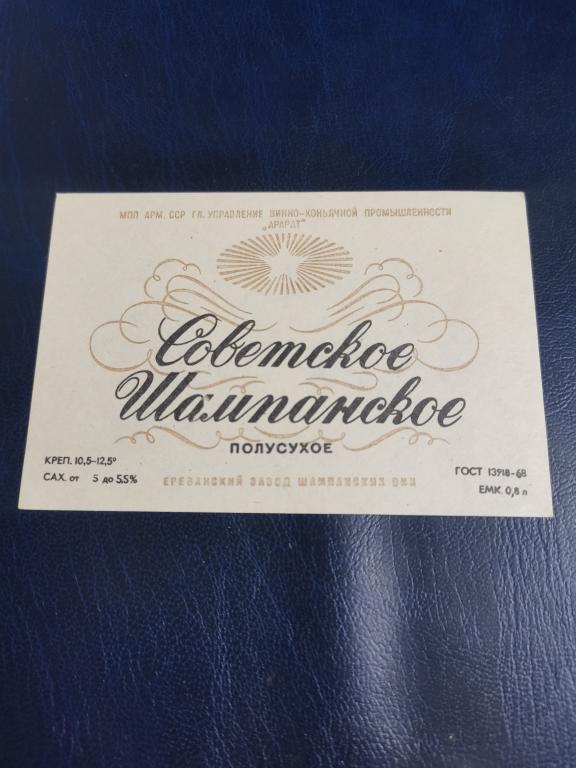 МПП АРМ. ССР ГЛ. УПРАВЛЕНИЕ ВИННО-КОНЬЯЧНОЙ ПРОМЫШЛЕННОСТИ
„АРАРАТ"
Советское
Шампанское
ПОЛУСУХОЕ
КРЕП. 10,5-12,5°
САХ. от 5 до 5.5%
ЕРЕВАНСКИЙ ЗАВОД ШАМПАНСКИХ ВИН
ГОСТ 13918-68
ЕМК. 0,8 л